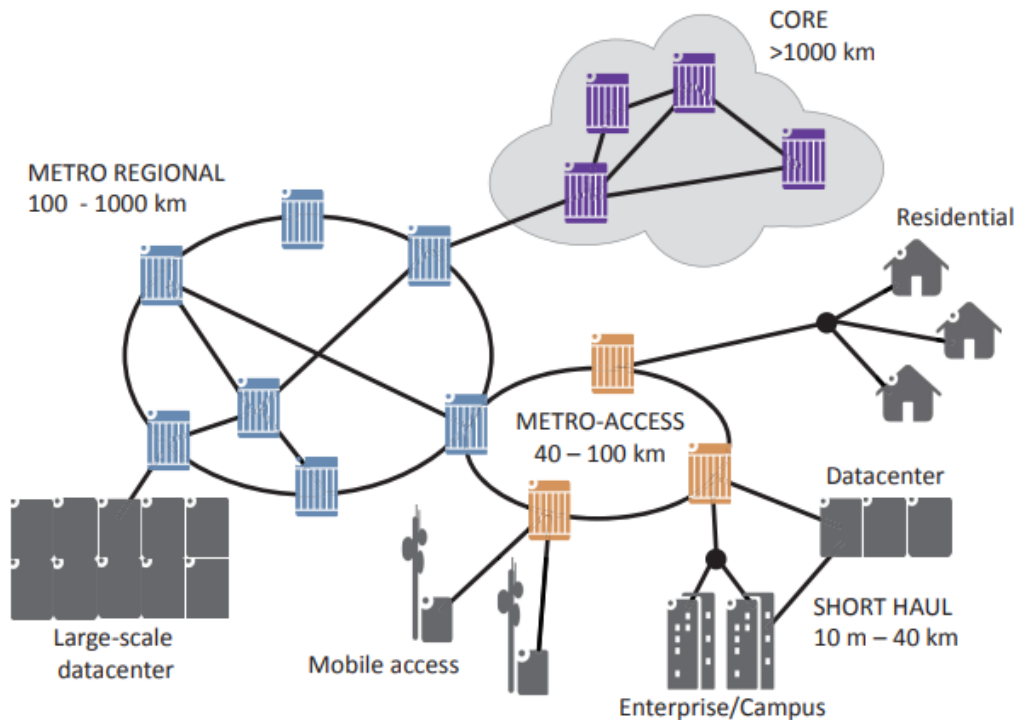 CORE
>1000 km
METRO REGIONAL
100 - 1000 km
Residential
METRO-ACCESS
40 – 100 km
Datacenter
Large-scale
datacenter
Mobile access
SHORT HAUL
10 m – 40 km
Enterprise/Campus